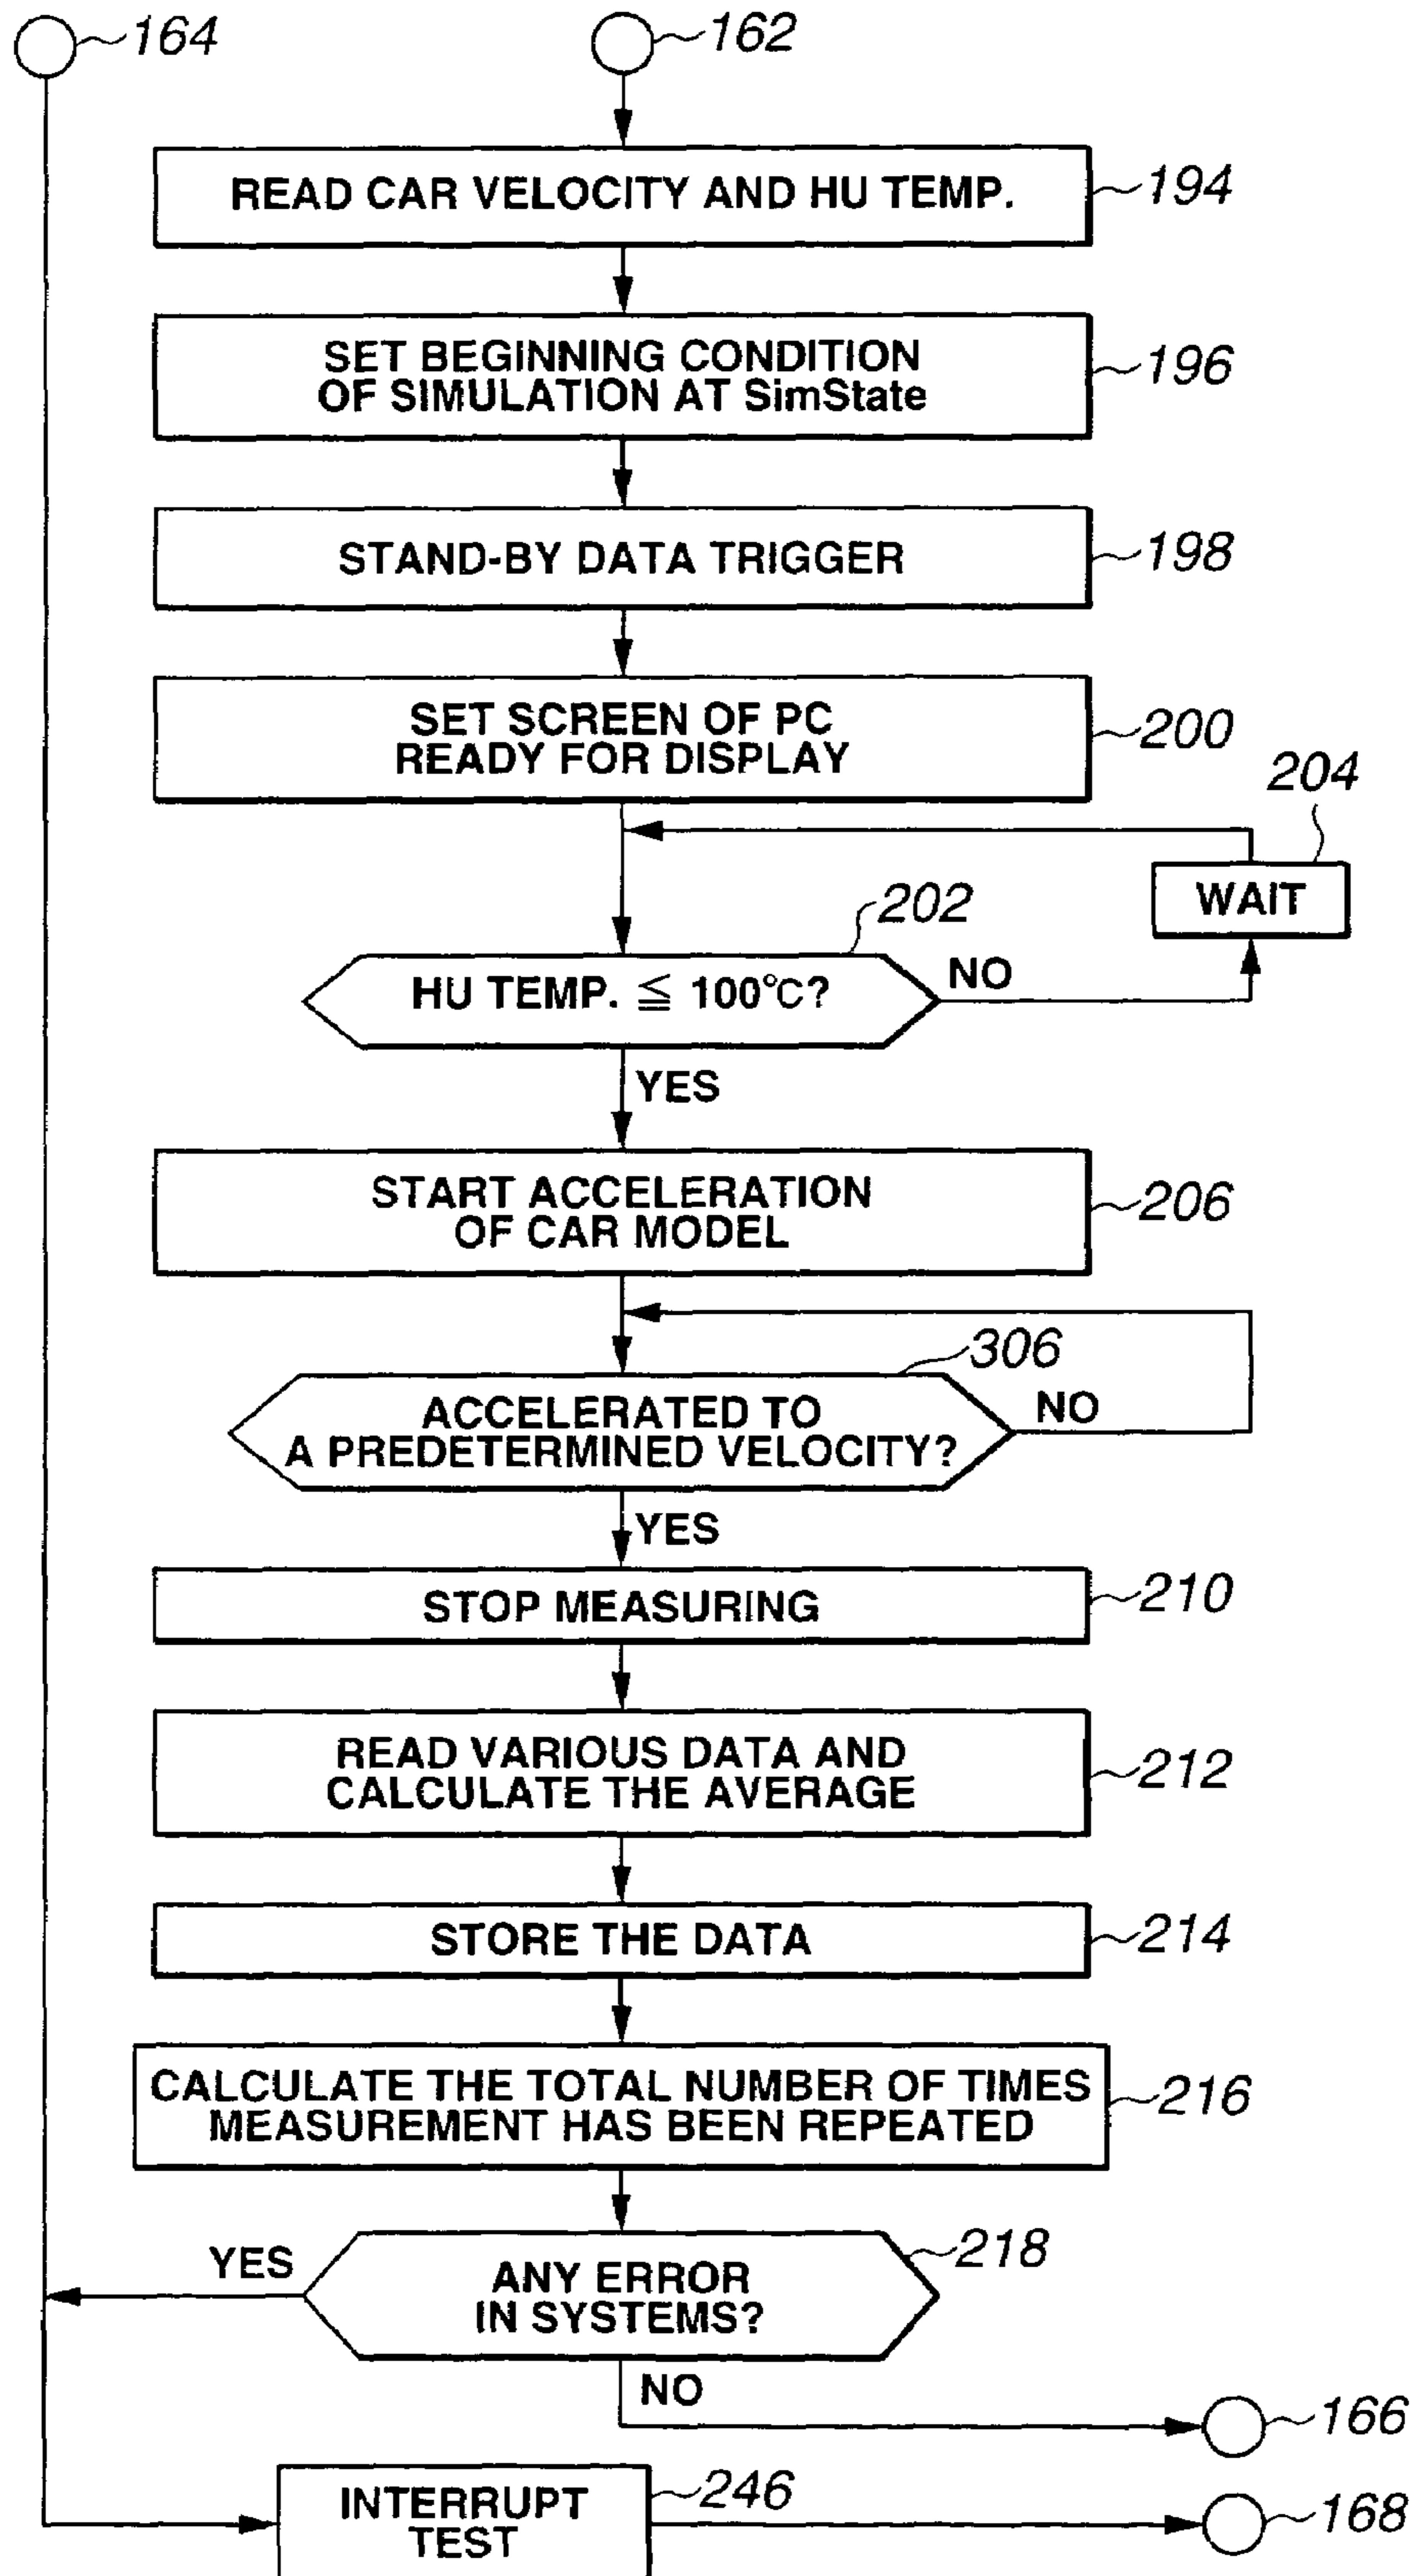 164
162
READ CAR VELOCITY AND HU TEMP.
194
SET BEGINNING CONDITION
OF SIMULATION AT SimState
196
STAND-BY DATA TRIGGER
198
SET SCREEN OF PC
READY FOR DISPLAY
200
204
WAIT
202
HU TEMP. ≦ 100℃?
NO
YES
START ACCELERATION
OF CAR MODEL
206
306
ACCELERATED TO
A PREDETERMINED VELOCITY?
NO
YES
STOP MEASURING
210
READ VARIOUS DATA AND
CALCULATE THE AVERAGE
212
STORE THE DATA
214
CALCULATE THE TOTAL NUMBER OF TIMES
MEASUREMENT HAS BEEN REPEATED
216
YES
ANY ERROR
IN SYSTEMS?
218
NO
166
INTERRUPT
TEST
246
168